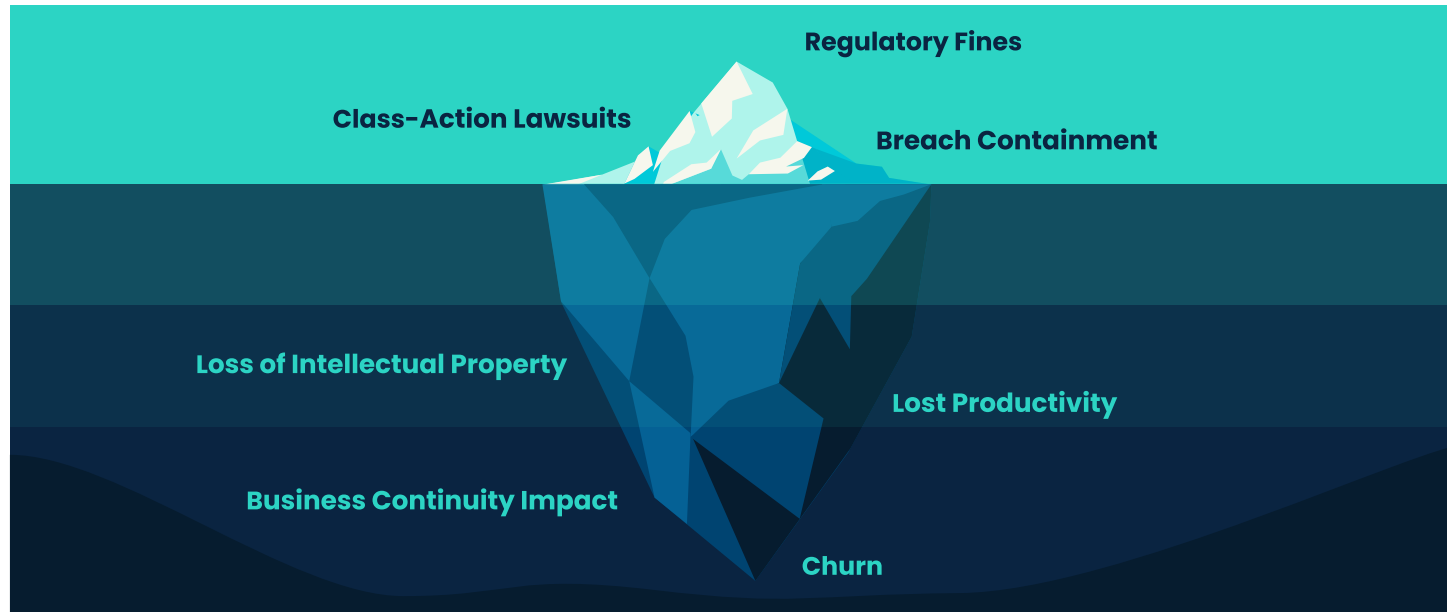 Regulatory Fines
Class-Action Lawsuits
Breach Containment
Loss of Intellectual Property
Lost Productivity
Business Continuity Impact
Churn